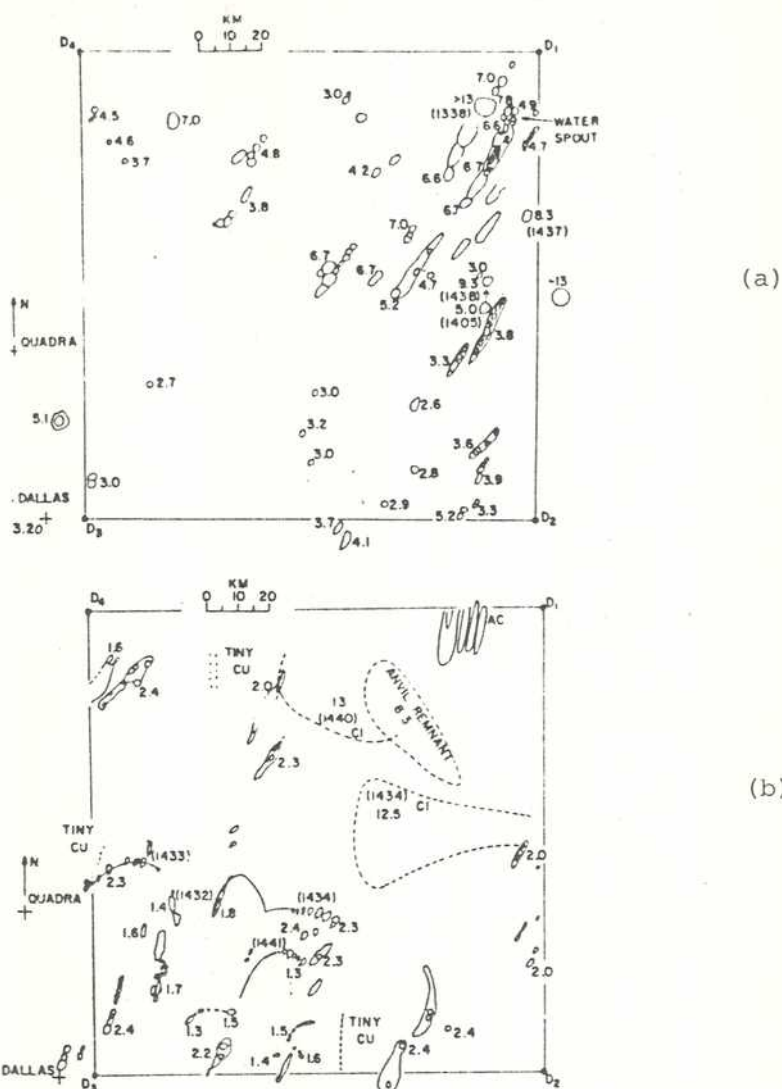 KM
0 10 20
D4
D1
7.0
>13
(1338)
7.8
4.9
WATER
SPOUT
6.6
4.7
3.0
4.5
7.0
4.6
3.7
4.8
4.2
6.6
6.7
3.8
6.7
8.3
(1437)
7.0
6.7
6.7
4.7
5.2
3.0
9.3
(1438)
5.0
(1405)
~13
(a)
N
QUADRA
3.8
3.3
2.7
3.0
2.6
5.1
3.2
3.0
3.6
2.8
3.9
3.0
DALLAS
3.2
2.9
5.2
3.3
D3
3.7
4.1
D2
KM
0 10 20
D4
D1
AC
1.6
TINY
CU
2.4
2.0
13
(1440)
CI
ANVIL REMNANT
8.3
2.3
(b)
(1434)
CI
12.5
TINY
CU
(1433)
2.0
N
2.3
QUADRA
(1432)
1.4
1.8
(1434)
2.3
1.6
2.4
(1441)
1.3
2.3
2.0
1.7
2.4
1.3
1.5
1.5
TINY
CU
2.4
2.2
1.4
1.6
2.4
DALLAS
D3
D2